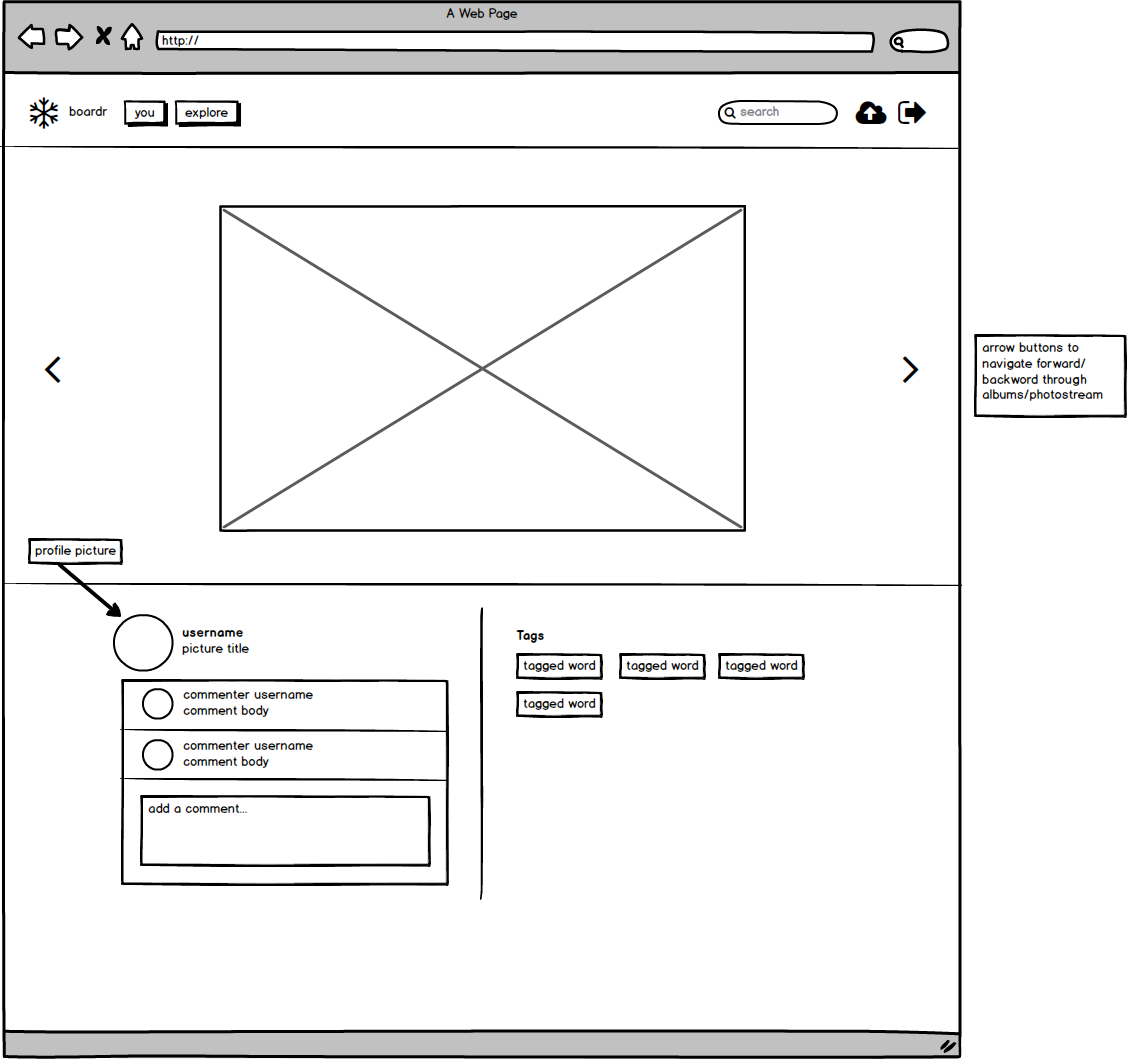 A Web Page
http://
boardr you explore search
arrow buttons to
navigate forward/
backword through
albums/photostream
profile picture
username
picture title
commenter username
comment body
commenter username
comment body
add a comment...
Tags
tagged word tagged word tagged word
tagged word